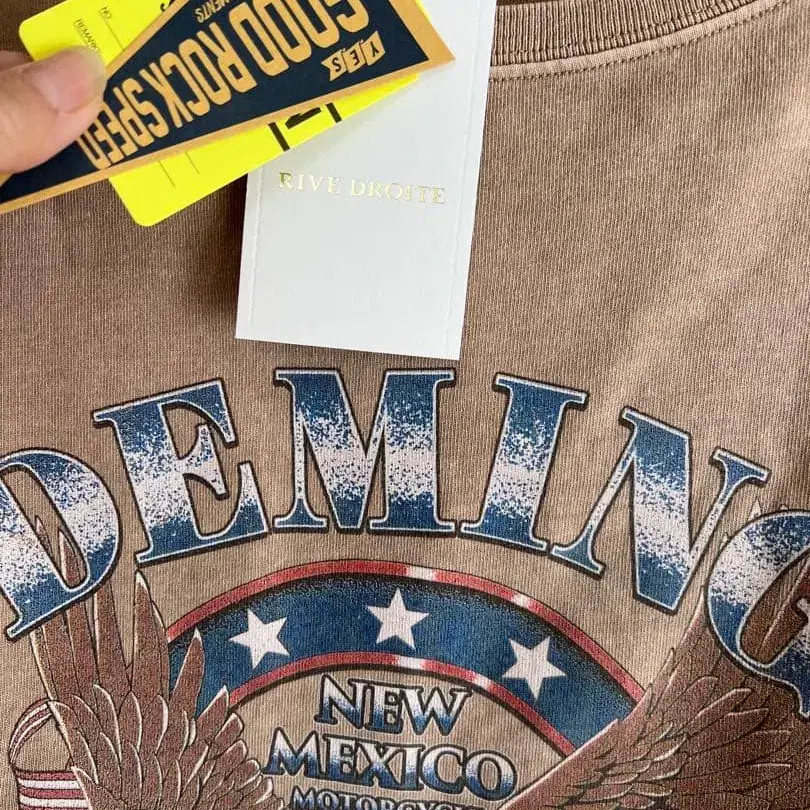 YES
GOOD ROCK SPEED
RIVE DROITE
DEMING
NEW
MEXICO